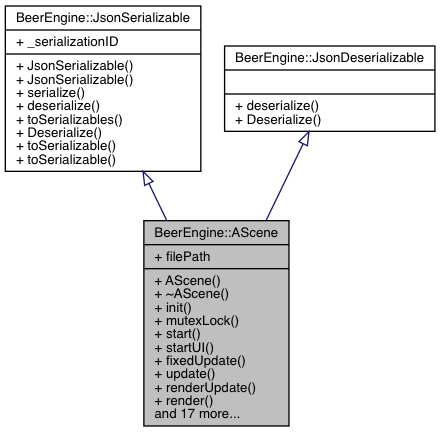 BeerEngine::JsonSerializable
+ _serializationID
+ JsonSerializable()
+ JsonSerializable()
+ serialize()
+ deserialize()
+ toSerializables()
+ Deserialize()
+ toSerializable()
+ toSerializable()
BeerEngine::JsonDeserializable
+ deserialize()
+ Deserialize()
BeerEngine::AScene
+ filePath
+ AScene()
+ ~AScene()
+ init()
+ mutexLock()
+ start()
+ startUI()
+ fixedUpdate()
+ update()
+ renderUpdate()
+ render()
and 17 more...